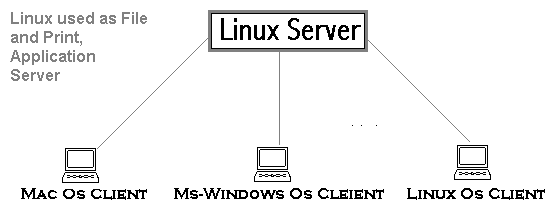 Linux used as File
and Print,
Application
Server
Linux Server
. . .
Mac Os Client
Ms-Windows Os Cleient
Linux Os Client